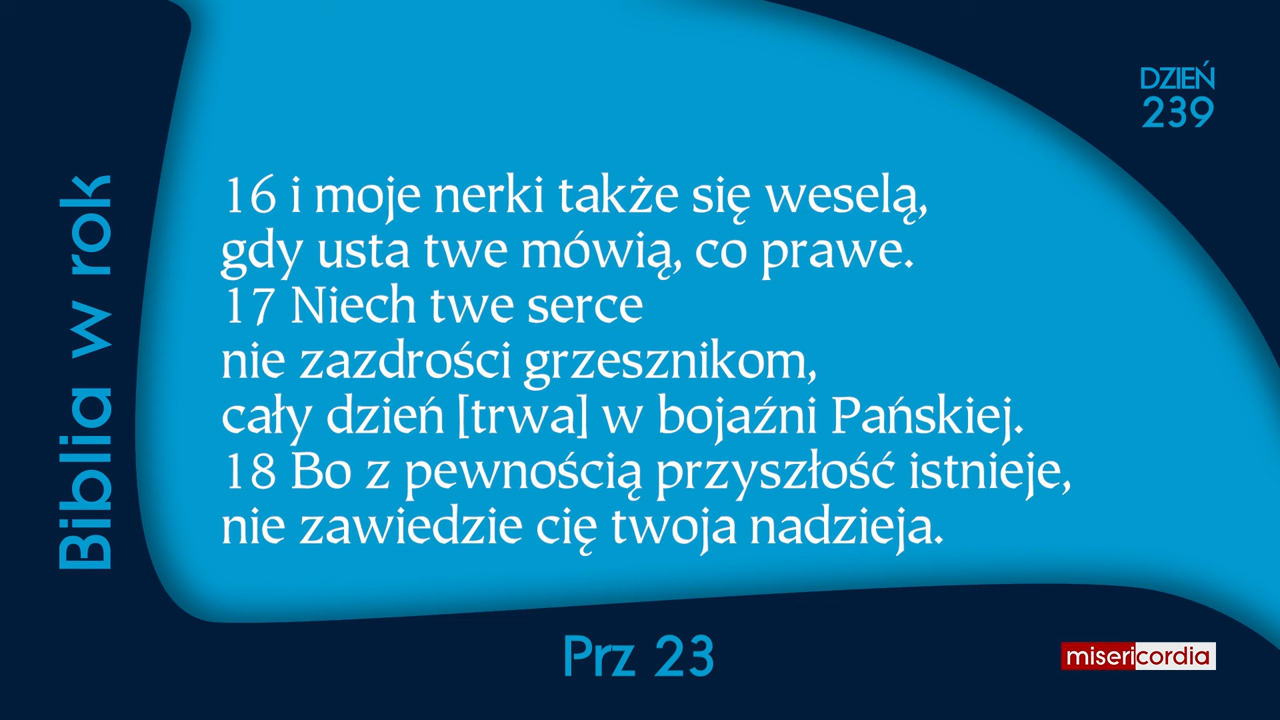 DZIEŃ
239
Biblia w rok
16 i moje nerki także się weselą,
gdy usta twe mówią, co prawe.
17 Niech twe serce
nie zazdrości grzesznikom,
cały dzień [trwa] w bojaźni Pańskiej.
18 Bo z pewnością przyszłość istnieje,
nie zawiedzie cię twoja nadzieja.
Prz 23
misericordia